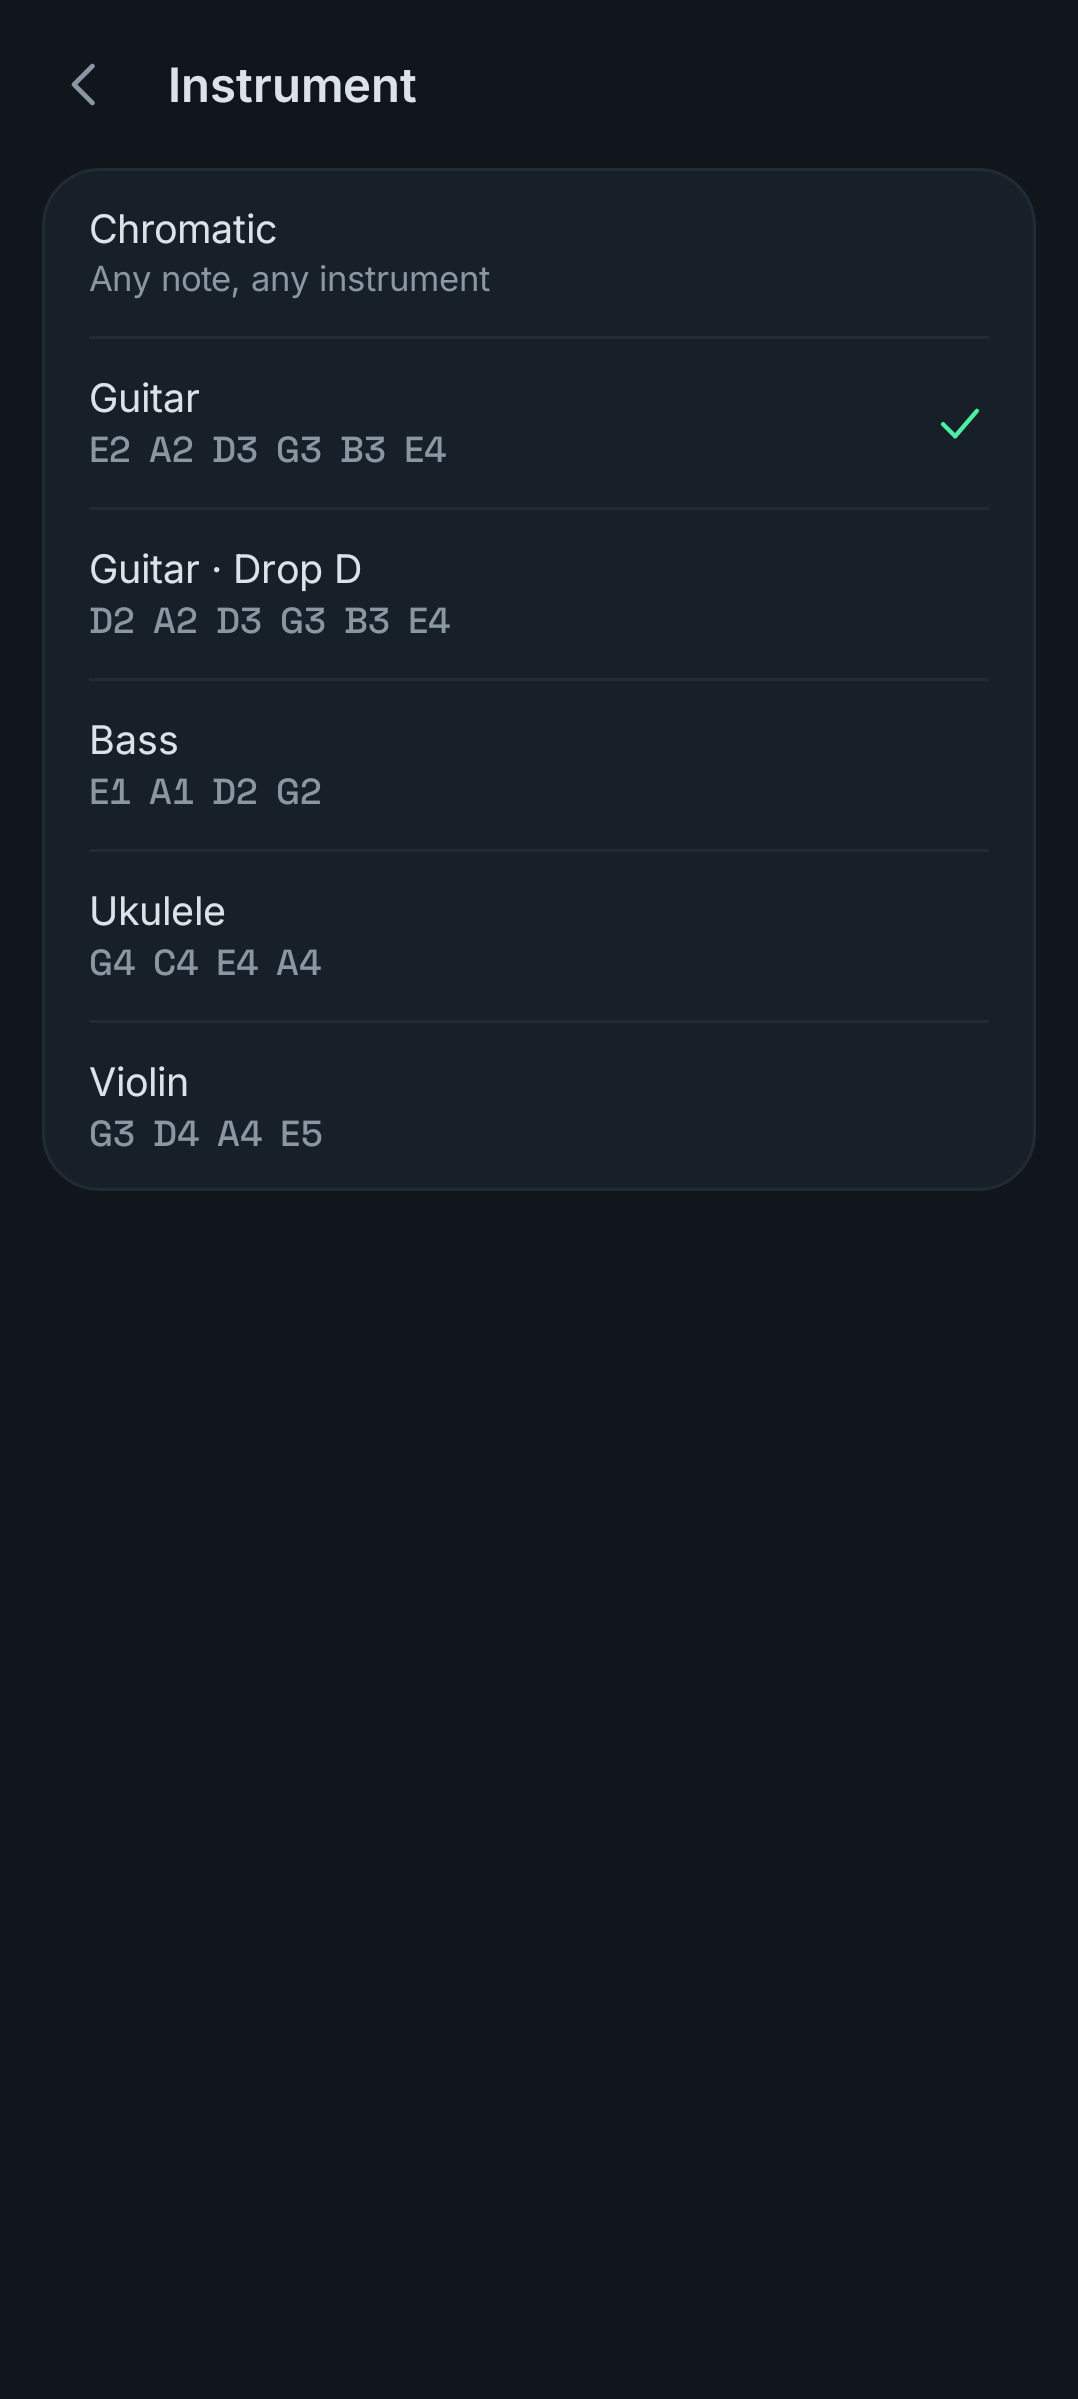 Instrument
Chromatic
Any note, any instrument
Guitar
E2 A2 D3 G3 B3 E4
Guitar · Drop D
D2 A2 D3 G3 B3 E4
Bass
E1 A1 D2 G2
Ukulele
G4 C4 E4 A4
Violin
G3 D4 A4 E5